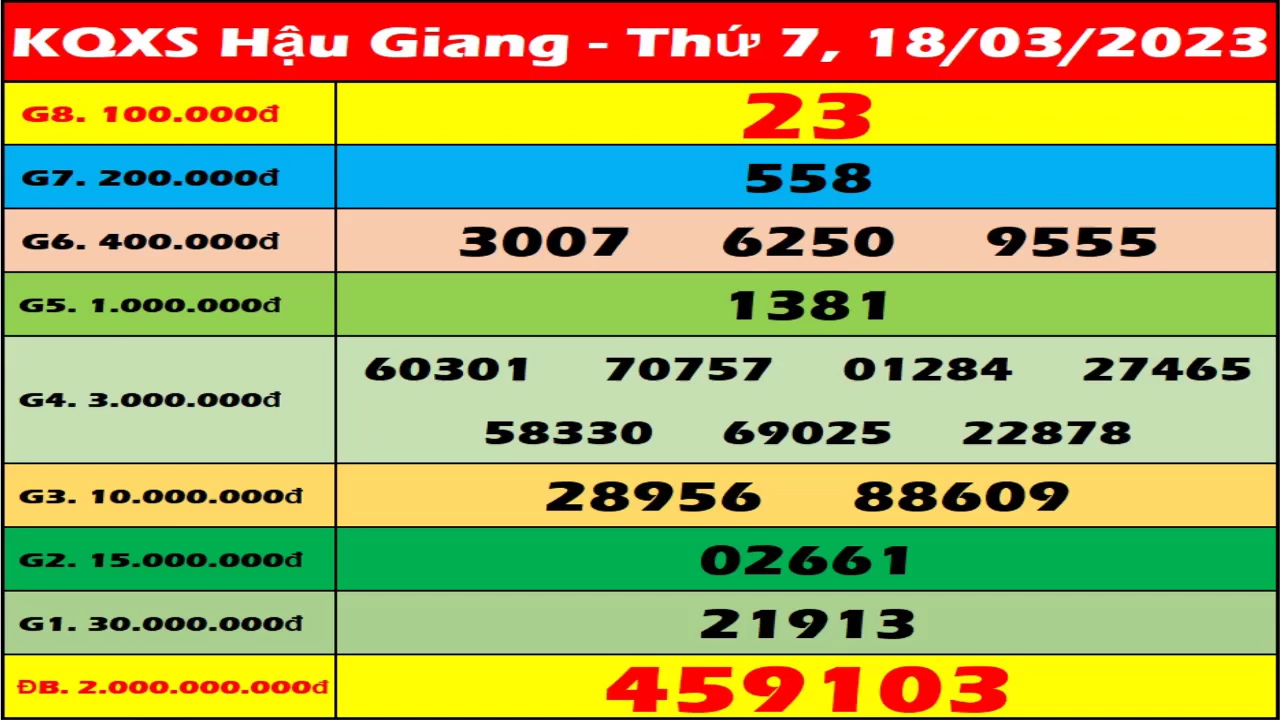 KQXS Hậu Giang - Thứ 7, 18/03/2023
G8. 100.000đ 23
G7. 200.000đ 558
G6. 400.000đ 3007 6250 9555
G5. 1.000.000đ 1381
G4. 3.000.000đ 60301 70757 01284 27465
58330 69025 22878
G3. 10.000.000đ 28956 88609
G2. 15.000.000đ 02661
G1. 30.000.000đ 21913
ĐB. 2.000.000.000đ 459103